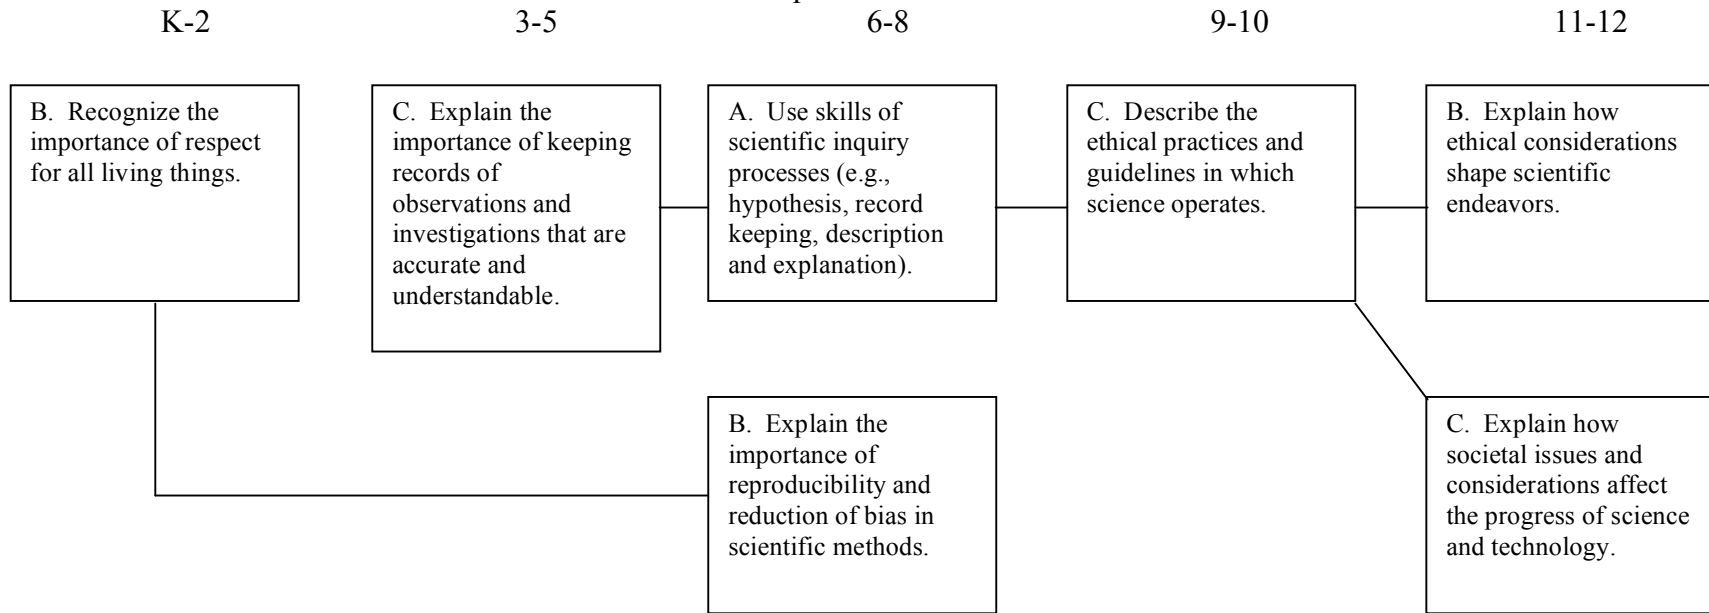 K-2
3-5
6-8
9-10
11-12
B. Recognize the
importance of respect
for all living things.
C. Explain the
importance of keeping
records of
observations and
investigations that are
accurate and
understandable.
A. Use skills of
scientific inquiry
processes (e.g.,
hypothesis, record
keeping, description
and explanation).
C. Describe the
ethical practices and
guidelines in which
science operates.
B. Explain how
ethical considerations
shape scientific
endeavors.
B. Explain the
importance of
reproducibility and
reduction of bias in
scientific methods.
C. Explain how
societal issues and
considerations affect
the progress of science
and technology.